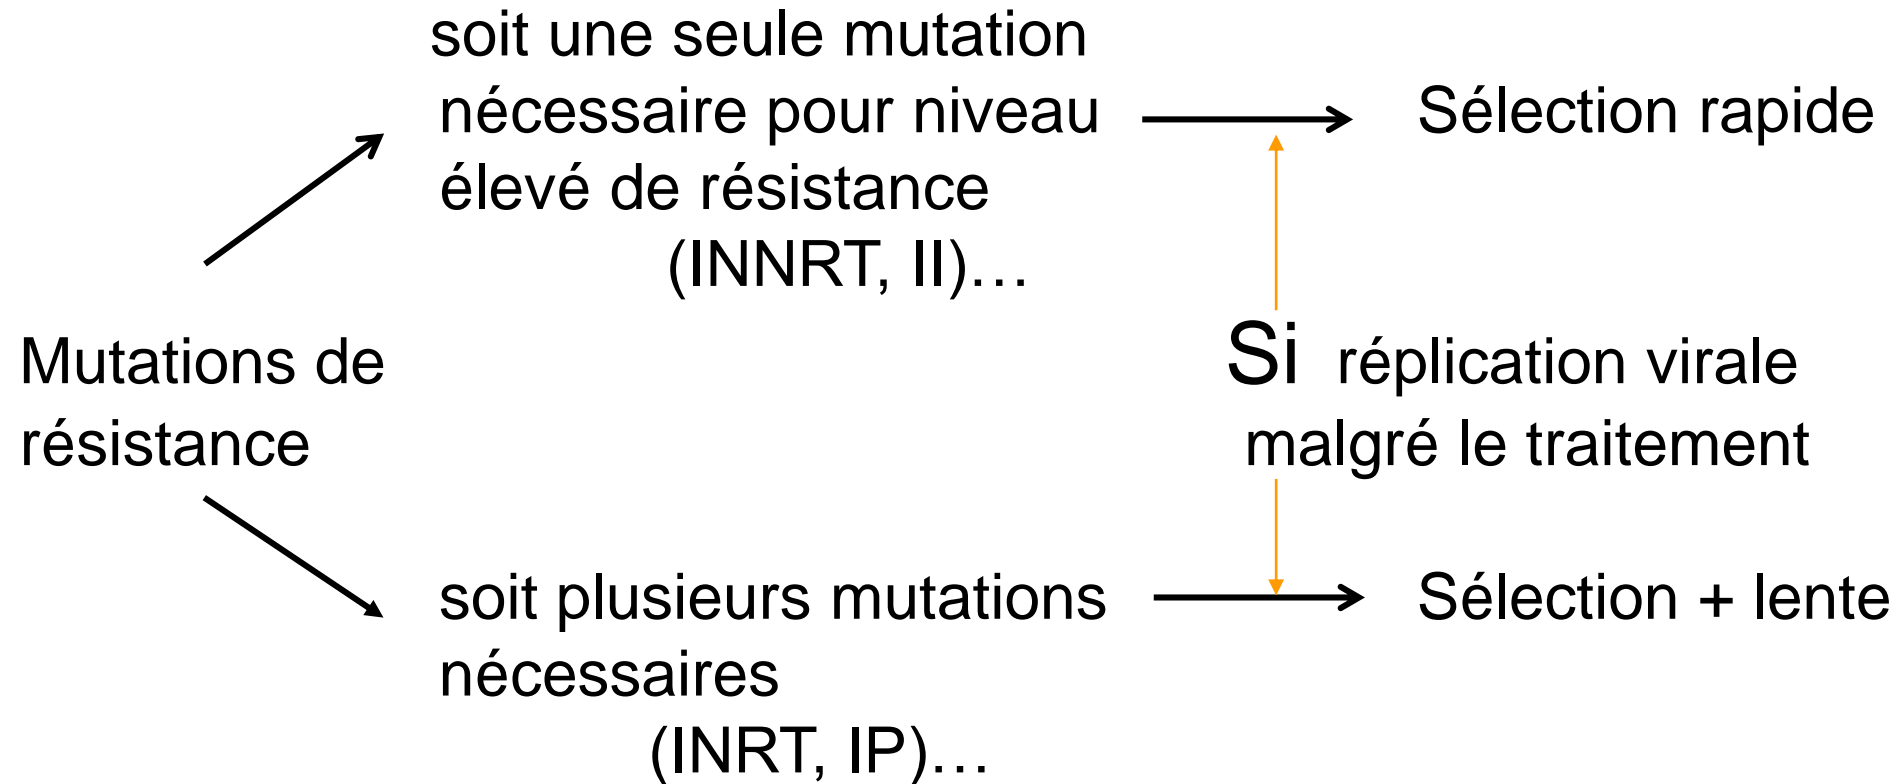 soit une seule mutation
nécessaire pour niveau
élevé de résistance
(INNRT, II)…
Sélection rapide
Mutations de
résistance
Si réplication virale
malgré le traitement
soit plusieurs mutations
nécessaires
(INRT, IP)…
Sélection + lente